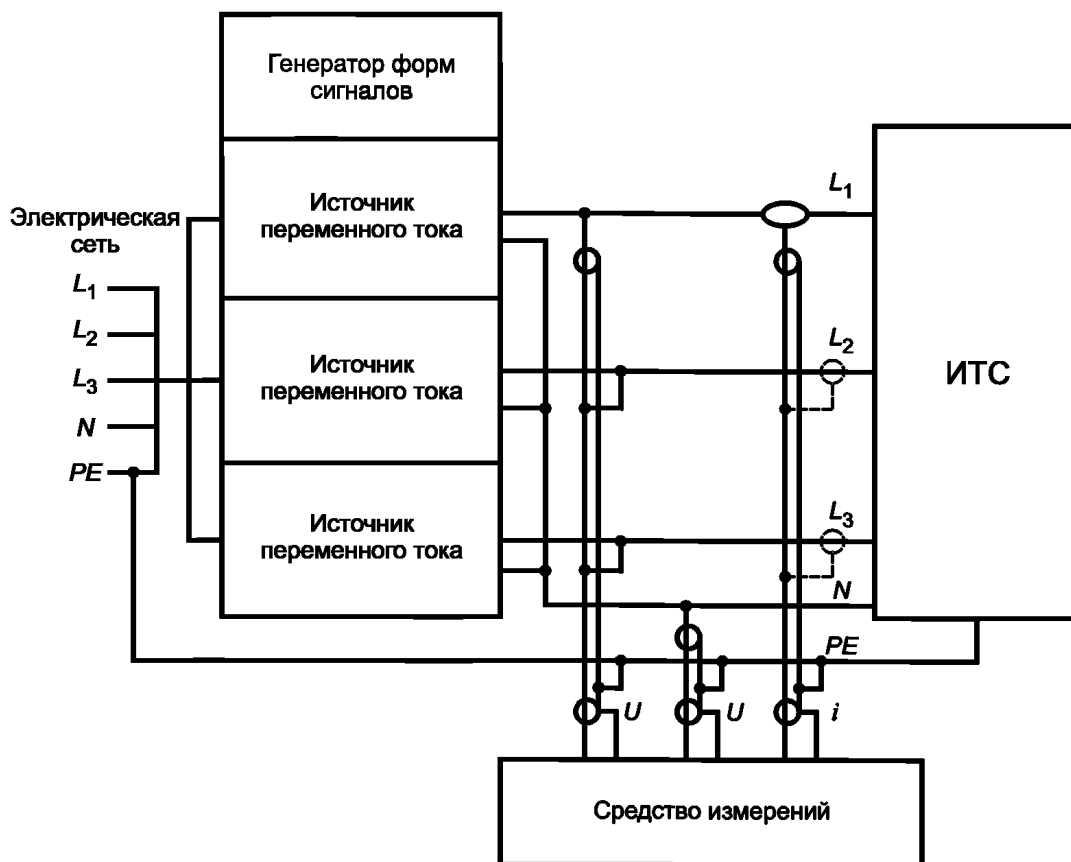 Генератор форм
сигналов
Источник
переменного тока
Электрическая
сеть
L1
L2
L3
N
PE
Источник
переменного тока
Источник
переменного тока
L1
L2
L3
N
PE
ИТС
U
U
i
Средство измерений